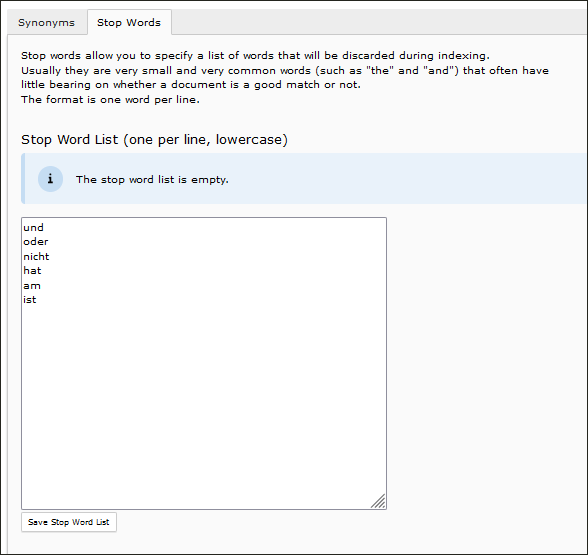 Synonyms Stop Words
Stop words allow you to specify a list of words that will be discarded during indexing.
Usually they are very small and very common words (such as "the" and "and") that often have
little bearing on whether a document is a good match or not.
The format is one word per line.
Stop Word List (one per line, lowercase)
The stop word list is empty.
und
oder
nicht
hat
am
ist
Save Stop Word List